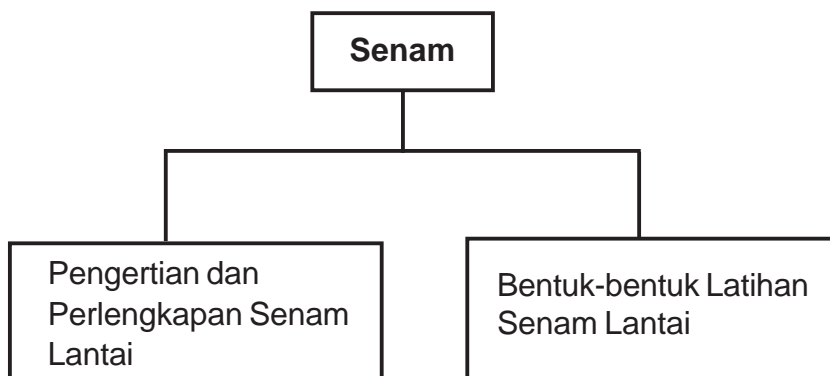 Senam
Pengertian dan
Perlengkapan Senam
Lantai
Bentuk-bentuk Latihan
Senam Lantai